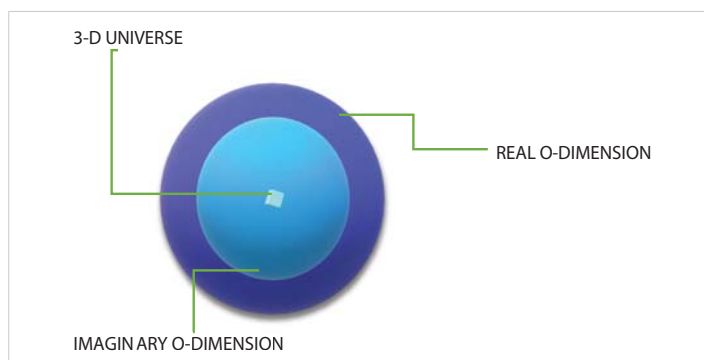 3-D UNIVERSE
REAL O-DIMENSION
IMAGIN ARY O-DIMENSION